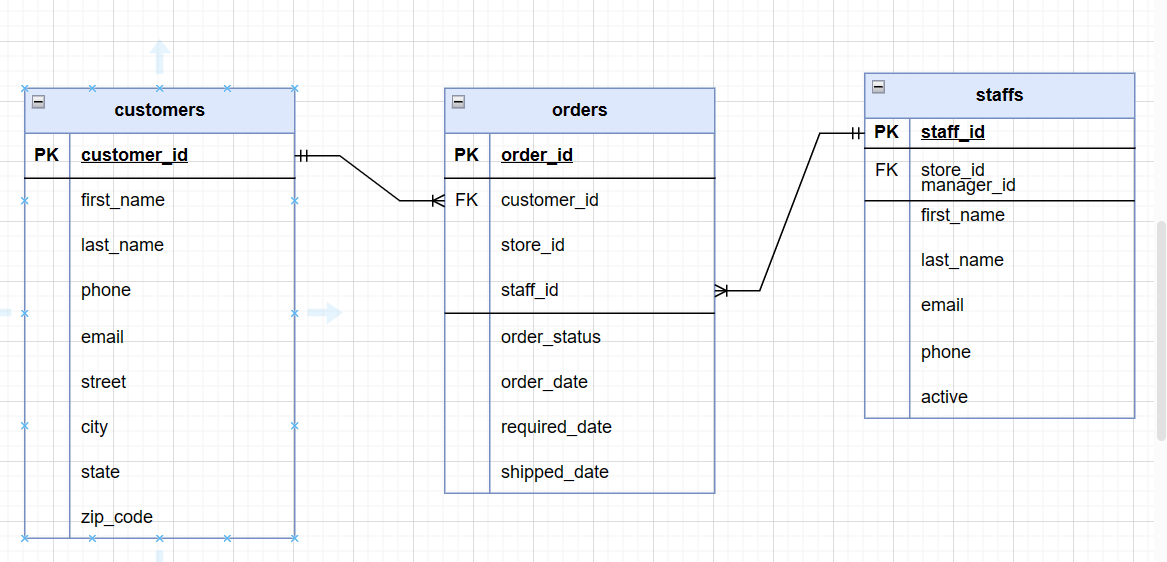 customers
PK customer_id
first_name
last_name
phone
email
street
city
state
zip_code
orders
PK order_id
FK customer_id
store_id
staff_id
order_status
order_date
required_date
shipped_date
staffs
PK staff_id
FK store_id
manager_id
first_name
last_name
email
phone
active